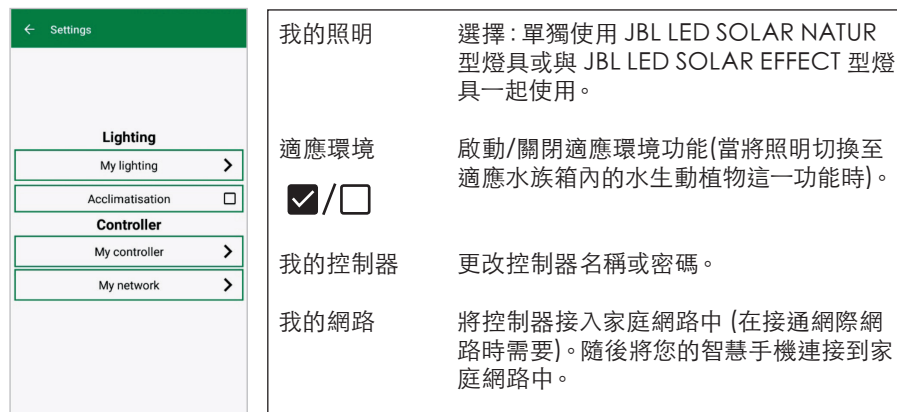 ← Settings
Lighting
My lighting
Acclimatisation
Controller
My controller
My network
我的照明
選擇:單獨使用 JBL LED SOLAR NATUR
型燈具或與 JBL LED SOLAR EFFECT 型燈
具一起使用。
適應環境
☑/☐
啟動/關閉適應環境功能(當將照明切換至
適應水族箱內的水生動植物這一功能時)。
我的控制器
更改控制器名稱或密碼。
我的網路
將控制器接入家庭網路中 (在接通網際網
路時需要)。隨後將您的智慧手機連接到家
庭網路中。